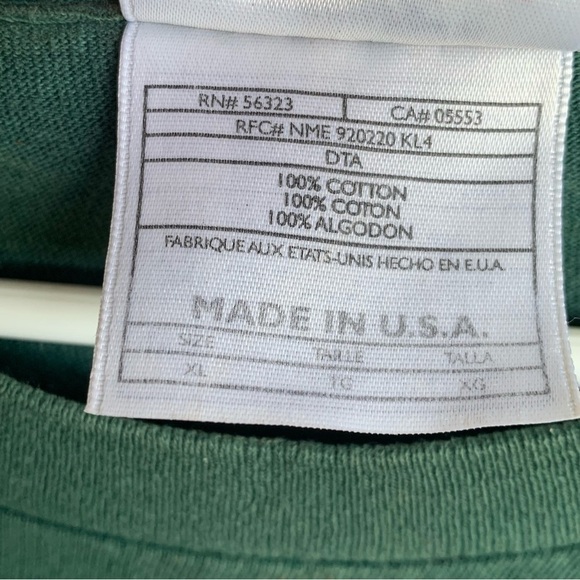 RN# 56323 CA# 05553
RFC# NME 920220 KL4
DTA
100% COTTON
100% COTON
100% ALGODON
FABRIQUE AUX ETATS-UNIS HECHO EN E.U.A.
MADE IN U.S.A.
SIZE TAILLE TALLA
XL TG XG